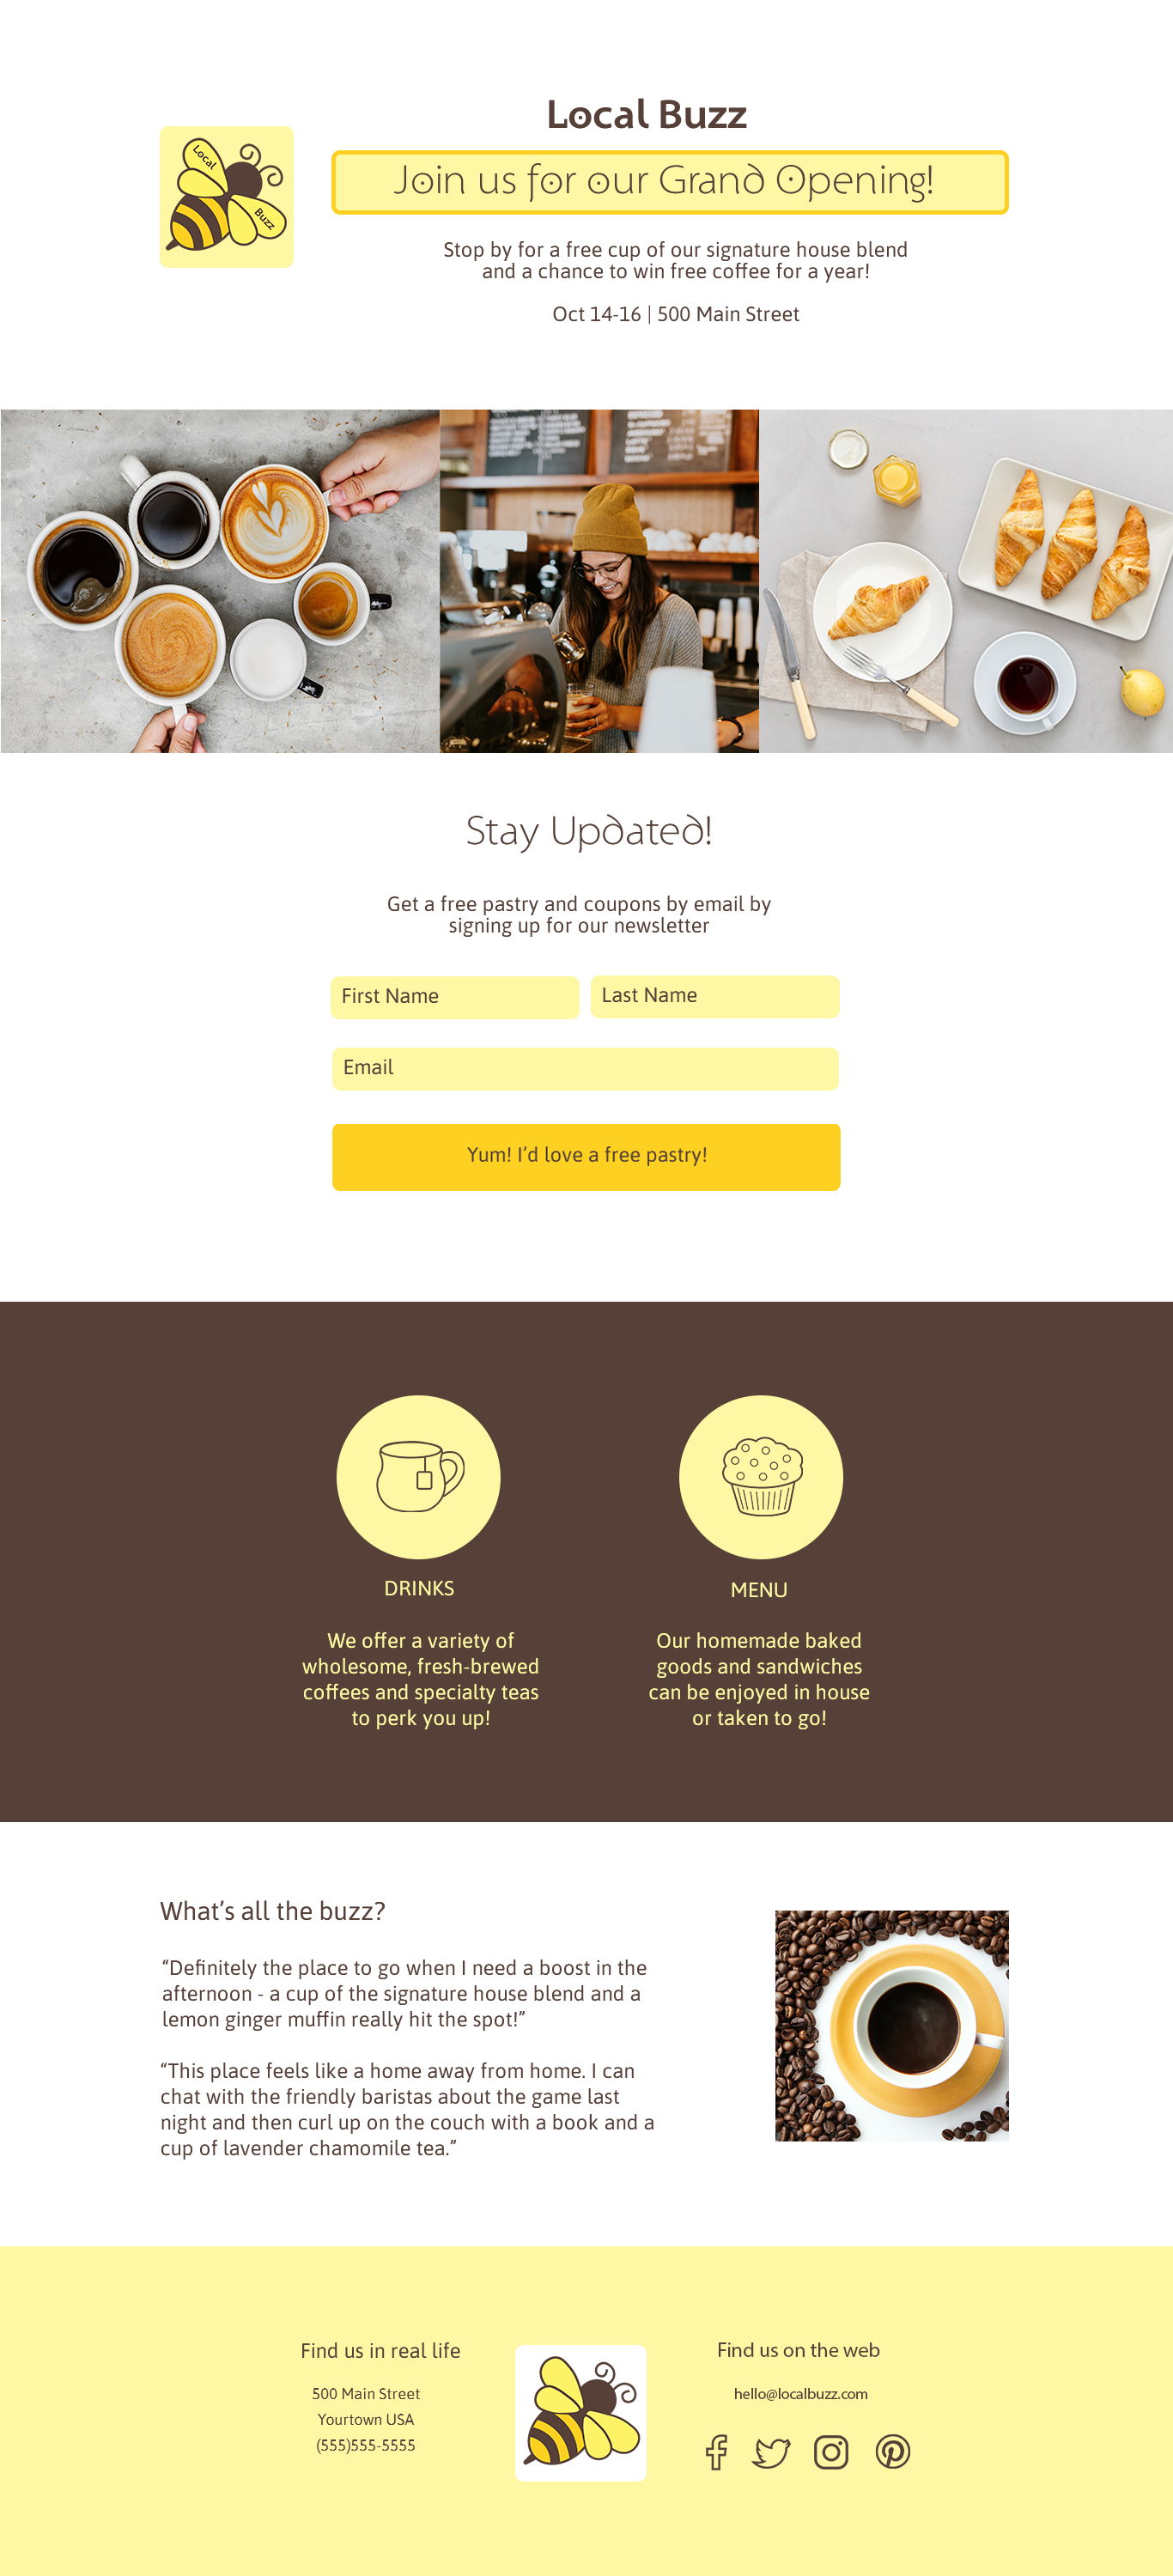 Local Buzz
Local
Buzz
Join us for our Grand Opening!
Stop by for a free cup of our signature house blend
and a chance to win free coffee for a year!
Oct 14-16 | 500 Main Street
Stay Updated!
Get a free pastry and coupons by email by
signing up for our newsletter
First Name
Last Name
Email
Yum! I’d love a free pastry!
DRINKS
We offer a variety of
wholesome, fresh-brewed
coffees and specialty teas
to perk you up!
MENU
Our homemade baked
goods and sandwiches
can be enjoyed in house
or taken to go!
What’s all the buzz?
“Definitely the place to go when I need a boost in the
afternoon - a cup of the signature house blend and a
lemon ginger muffin really hit the spot!”
“This place feels like a home away from home. I can
chat with the friendly baristas about the game last
night and then curl up on the couch with a book and a
cup of lavender chamomile tea.”
Find us in real life
500 Main Street
Yourtown USA
(555)555-5555
Find us on the web
hello@localbuzz.com